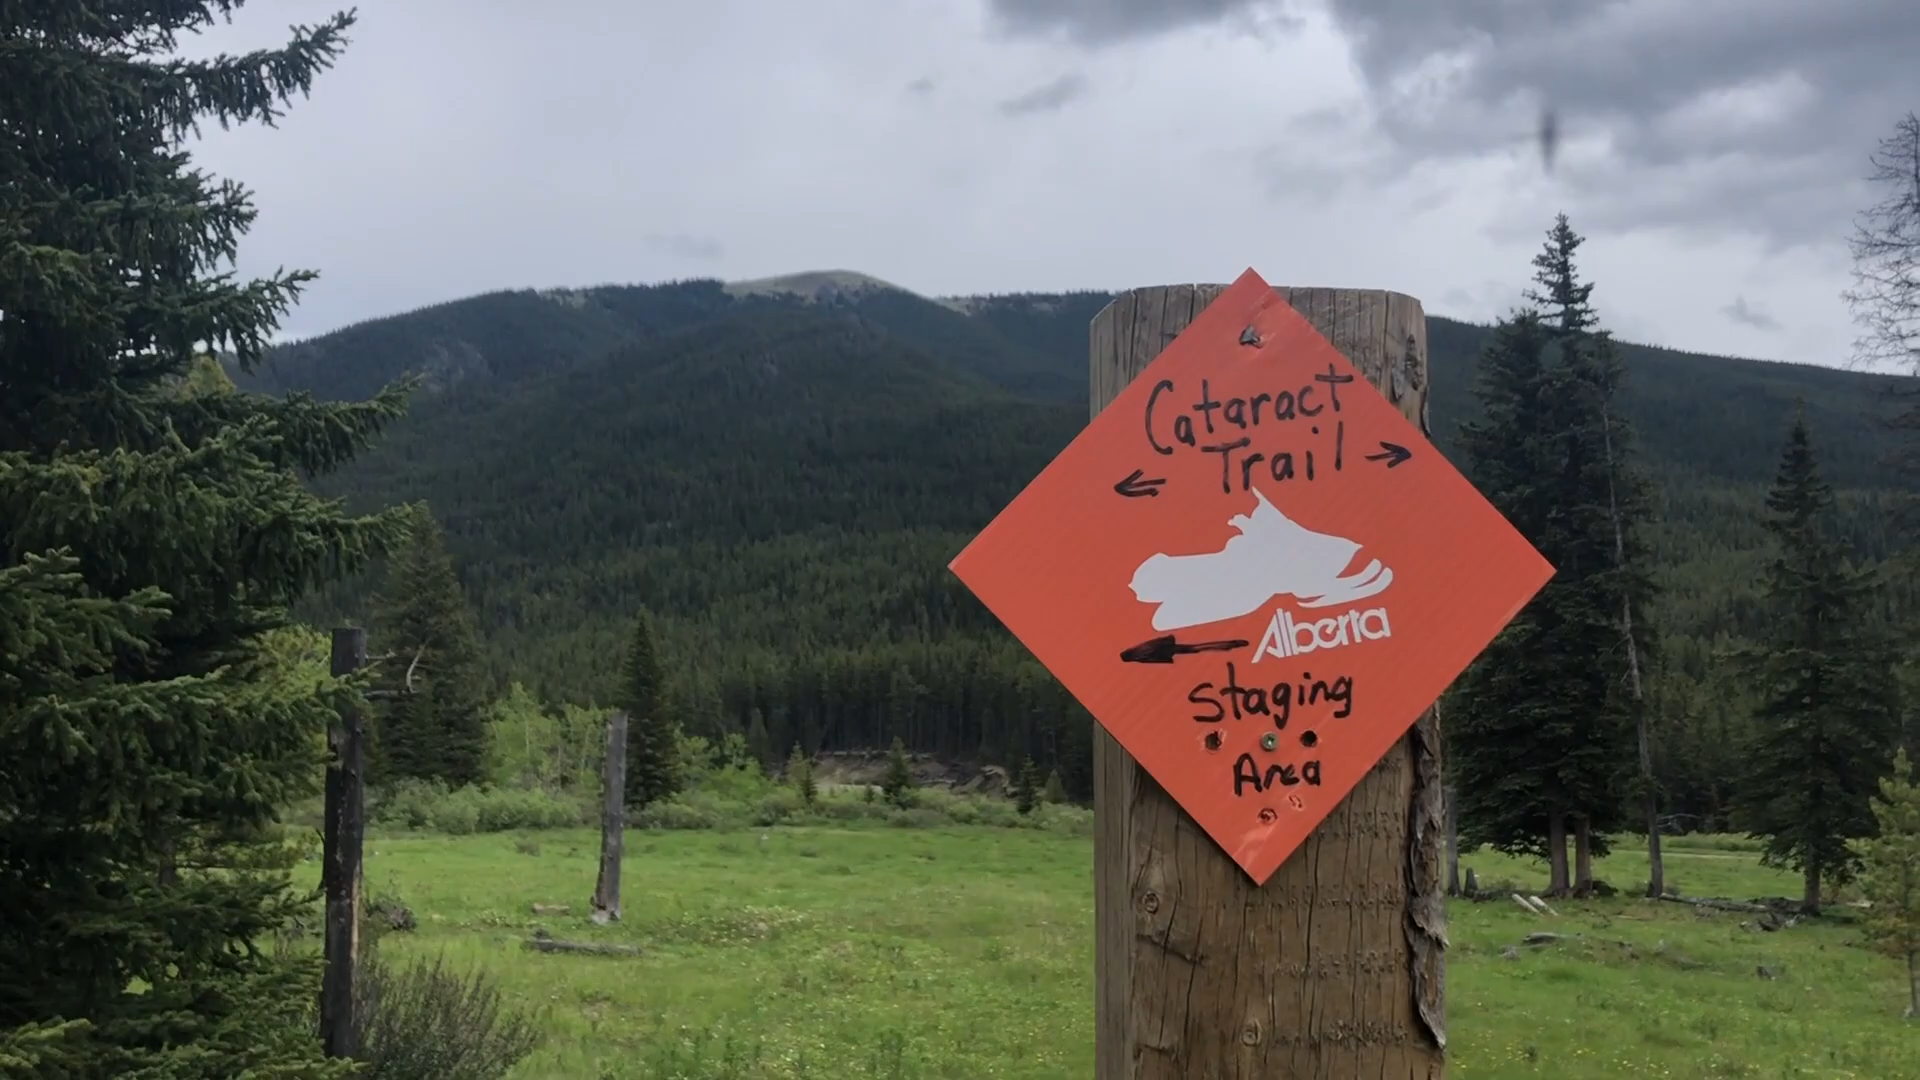 Cataract
← Trail →
Alberta
staging
Area